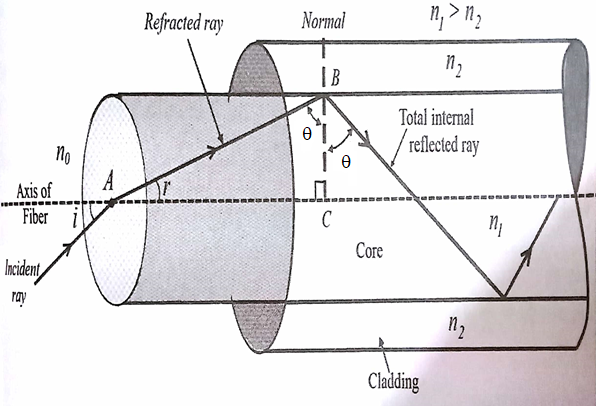 Refracted ray
Normal
n₁ > n₂
n₂
B
Total internal
reflected ray
θ
θ
n₀
A
r
Axis of
Fiber
i
C
n₁
Incident
ray
Core
n₂
Cladding